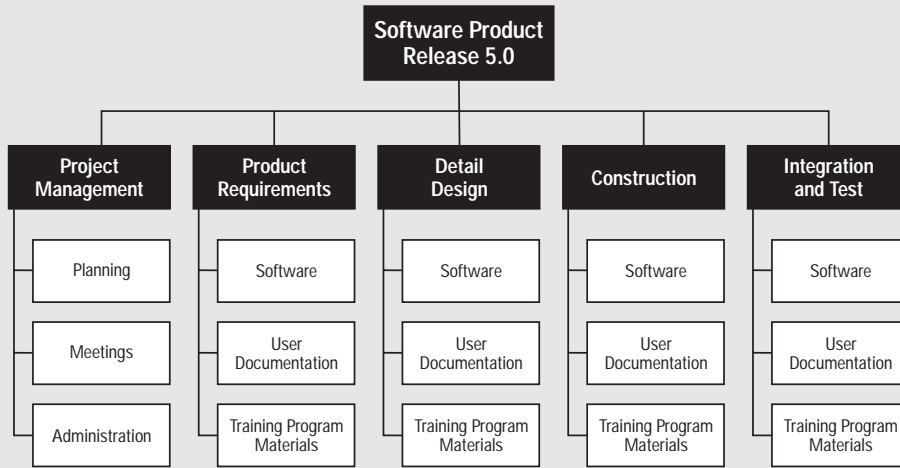 Software Product
Release 5.0
Project
Management
Product
Requirements
Detail
Design
Construction
Integration
and Test
Planning
Software
Software
Software
Software
Meetings
User
Documentation
User
Documentation
User
Documentation
User
Documentation
Administration
Training Program
Materials
Training Program
Materials
Training Program
Materials
Training Program
Materials